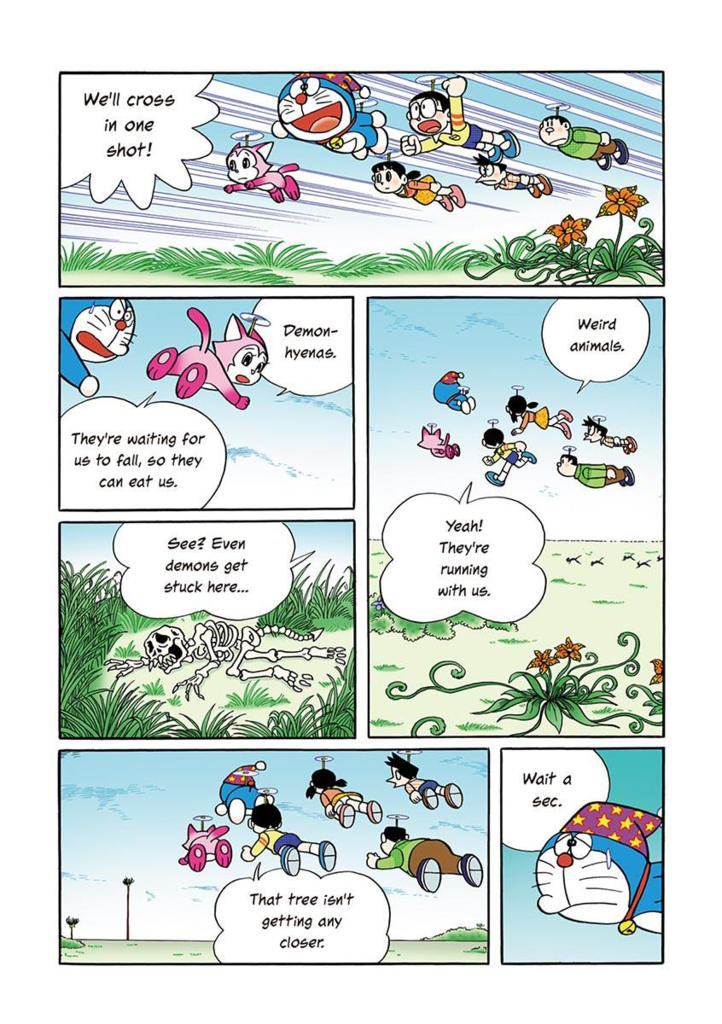 We'll cross
in one
shot!
Weird
animals.
Yeah!
They're
running
with us.
Demon-
hyenas.
They're waiting for
us to fall, so they
can eat us.
See? Even
demons get
stuck here...
Wait a
sec.
That tree isn't
getting any
closer.